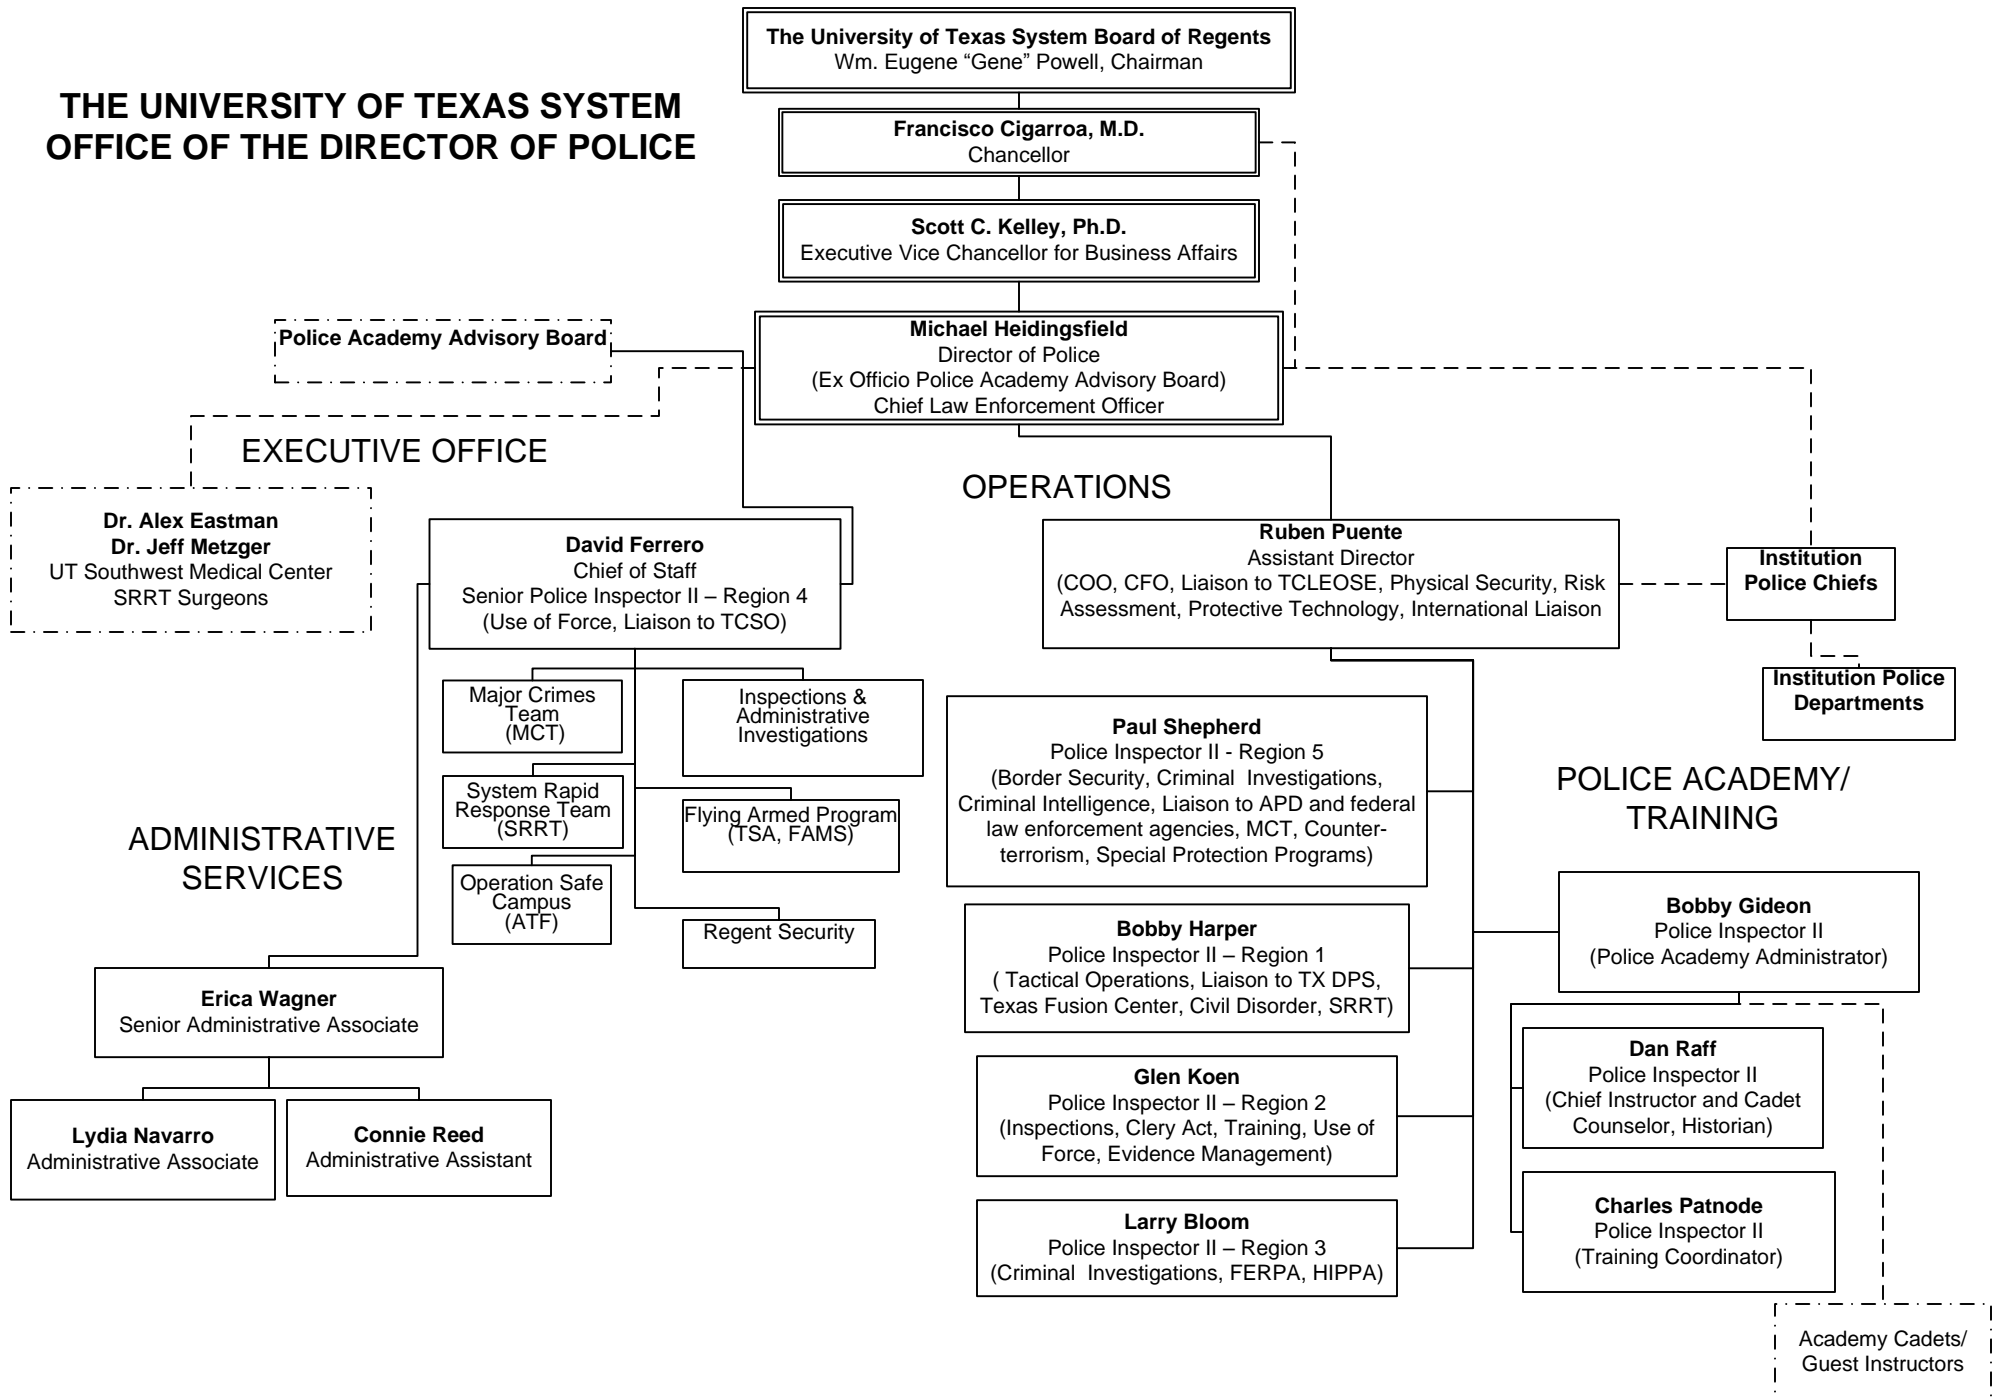 The University of Texas System Board of Regents
Wm. Eugene “Gene” Powell, Chairman
THE UNIVERSITY OF TEXAS SYSTEM
OFFICE OF THE DIRECTOR OF POLICE
Francisco Cigarroa, M.D.
Chancellor
Scott C. Kelley, Ph.D.
Executive Vice Chancellor for Business Affairs
Police Academy Advisory Board
Michael Heidingsfield
Director of Police
(Ex Officio Police Academy Advisory Board)
Chief Law Enforcement Officer
EXECUTIVE OFFICE
OPERATIONS
Dr. Alex Eastman
Dr. Jeff Metzger
UT Southwest Medical Center
SRRT Surgeons
David Ferrero
Chief of Staff
Senior Police Inspector II – Region 4
(Use of Force, Liaison to TCSO)
Ruben Puente
Assistant Director
(COO, CFO, Liaison to TCLEOSE, Physical Security, Risk
Assessment, Protective Technology, International Liaison
Institution
Police Chiefs
Institution Police
Departments
Major Crimes
Team
(MCT)
Inspections &
Administrative
Investigations
System Rapid
Response Team
(SRRT)
Flying Armed Program
(TSA, FAMS)
Operation Safe
Campus
(ATF)
Regent Security
ADMINISTRATIVE
SERVICES
Erica Wagner
Senior Administrative Associate
Lydia Navarro
Administrative Associate
Connie Reed
Administrative Assistant
Paul Shepherd
Police Inspector II - Region 5
(Border Security, Criminal Investigations,
Criminal Intelligence, Liaison to APD and federal
law enforcement agencies, MCT, Counter-
terrorism, Special Protection Programs)
Bobby Harper
Police Inspector II – Region 1
( Tactical Operations, Liaison to TX DPS,
Texas Fusion Center, Civil Disorder, SRRT)
Glen Koen
Police Inspector II – Region 2
(Inspections, Clery Act, Training, Use of
Force, Evidence Management)
Larry Bloom
Police Inspector II – Region 3
(Criminal Investigations, FERPA, HIPPA)
POLICE ACADEMY/
TRAINING
Bobby Gideon
Police Inspector II
(Police Academy Administrator)
Dan Raff
Police Inspector II
(Chief Instructor and Cadet
Counselor, Historian)
Charles Patnode
Police Inspector II
(Training Coordinator)
Academy Cadets/
Guest Instructors